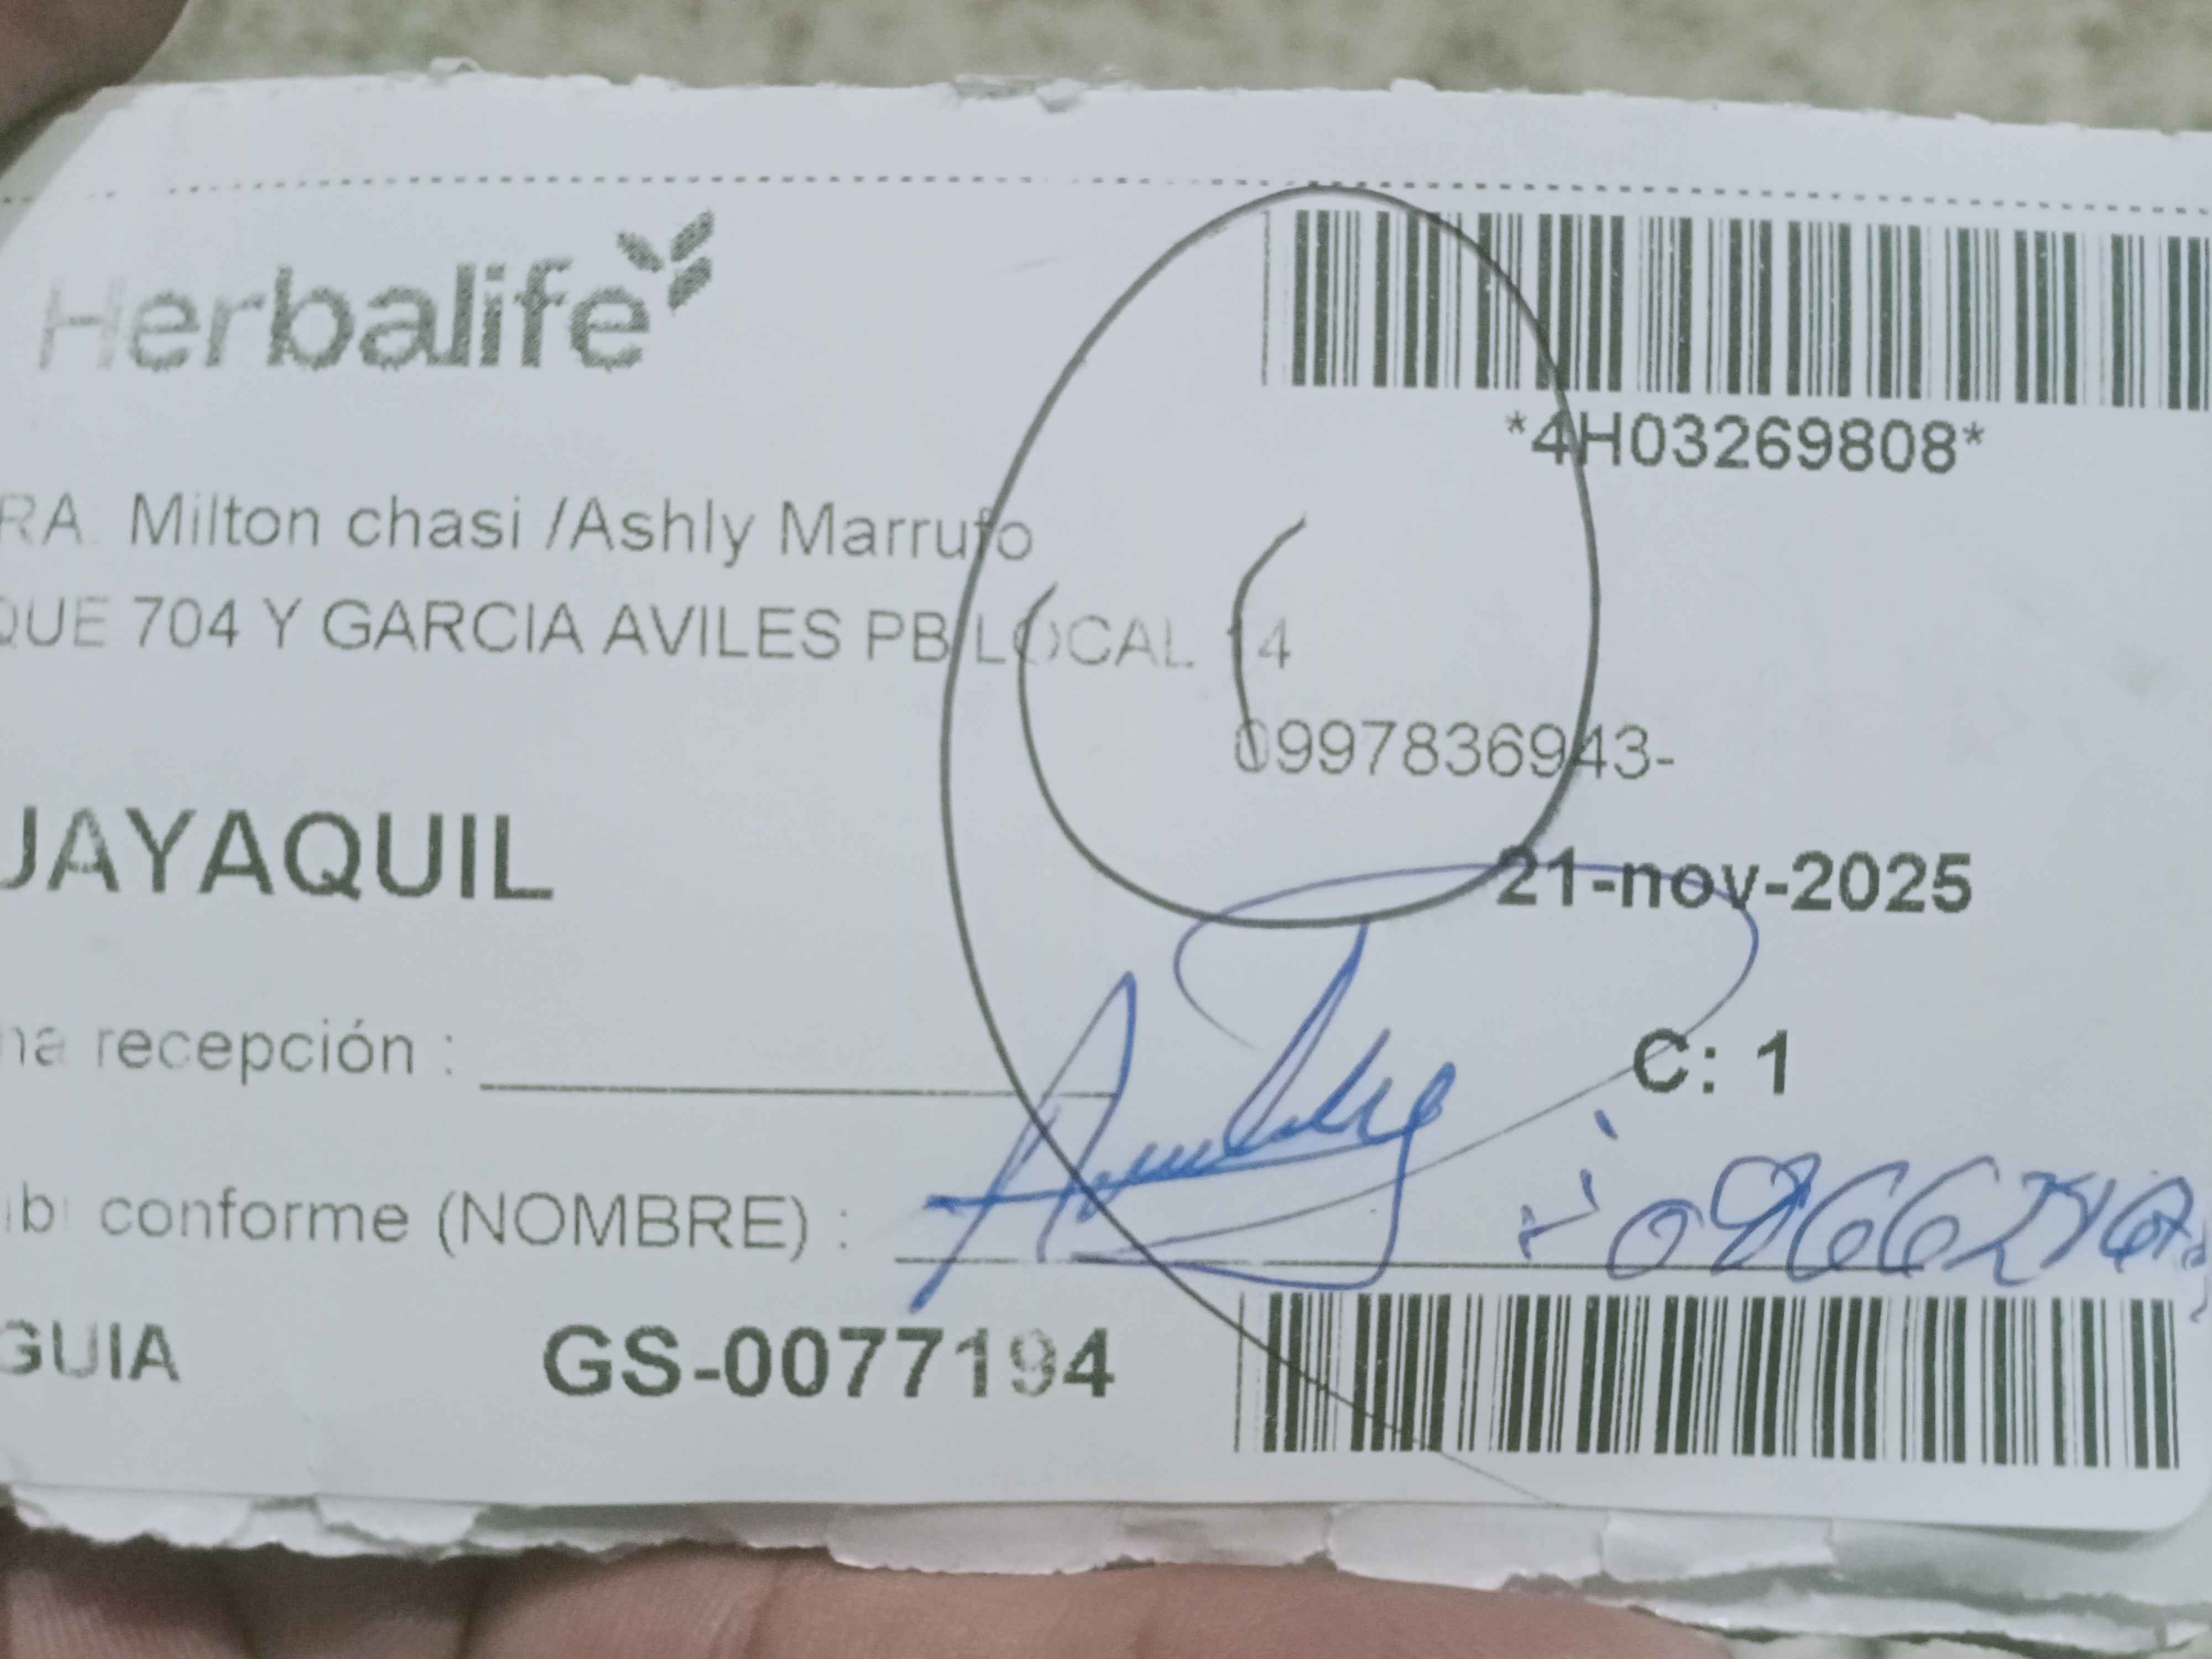 Herbalife
*4H03269808*
RA. Milton chasi /Ashly Marrufo
QUE 704 Y GARCIA AVILES PB LOCAL 14
0997836943-
JAYAQUIL
21-nov-2025
na recepción :
C: 1
ib conforme (NOMBRE) :
GUIA GS-0077194